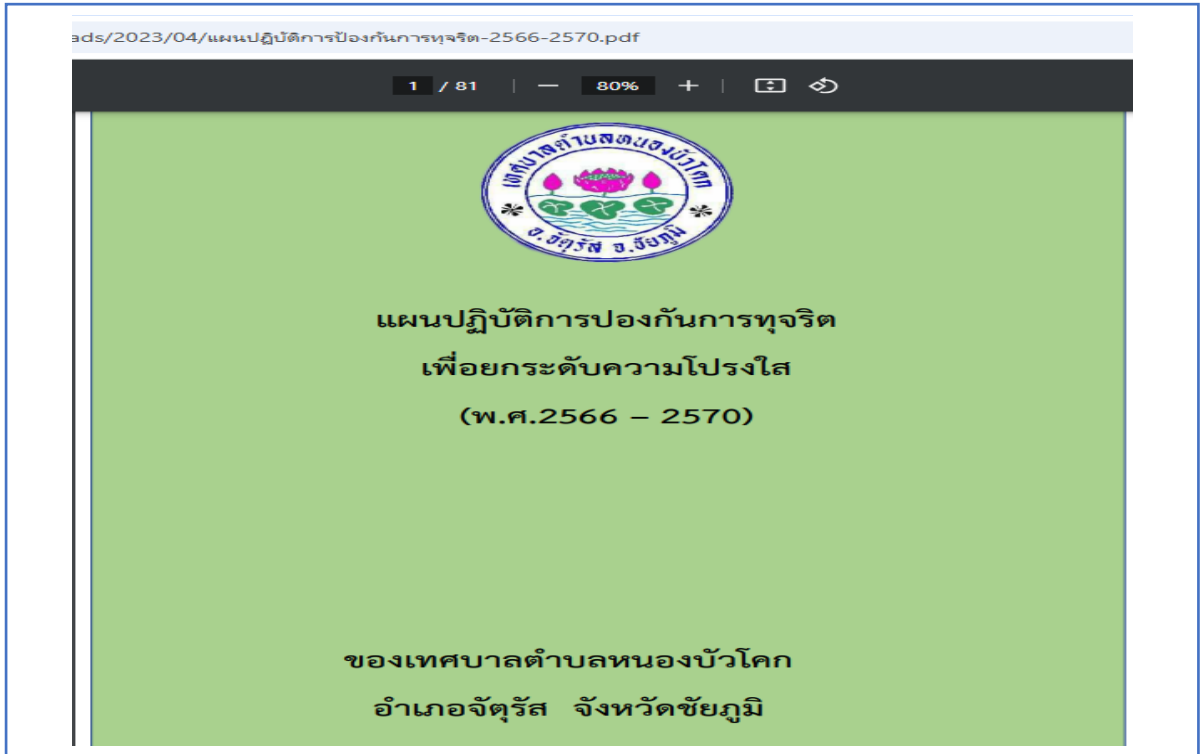 ads/2023/04/แผนปฏิบัติการป้องกันการทุจริต-2566-2570.pdf
1 / 81 | — 80% + |
เทศบาลตำบลหนองบัวโคก
อ.จัตุรัส จ.ชัยภูมิ
แผนปฏิบัติการปองกันการทุจริต
เพื่อยกระดับความโปรงใส
(พ.ศ.2566 – 2570)
ของเทศบาลตำบลหนองบัวโคก
อำเภอจัตุรัส จังหวัดชัยภูมิ